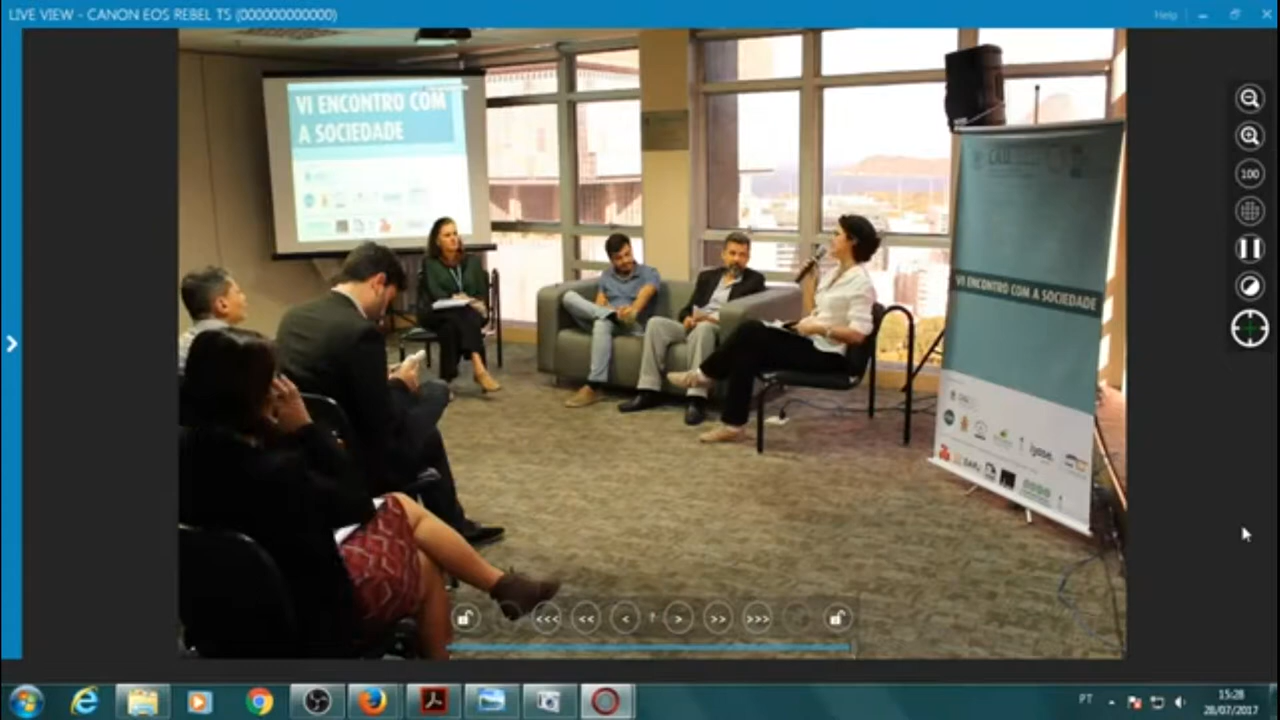 LIVE VIEW - CANON EOS REBEL T5 (000000000000)
Help
VI ENCONTRO COM
A SOCIEDADE
100
VI ENCONTRO COM A SOCIEDADE
<<<
<<
<
?
>
>>
>>>
PT
15:28
28/07/2017